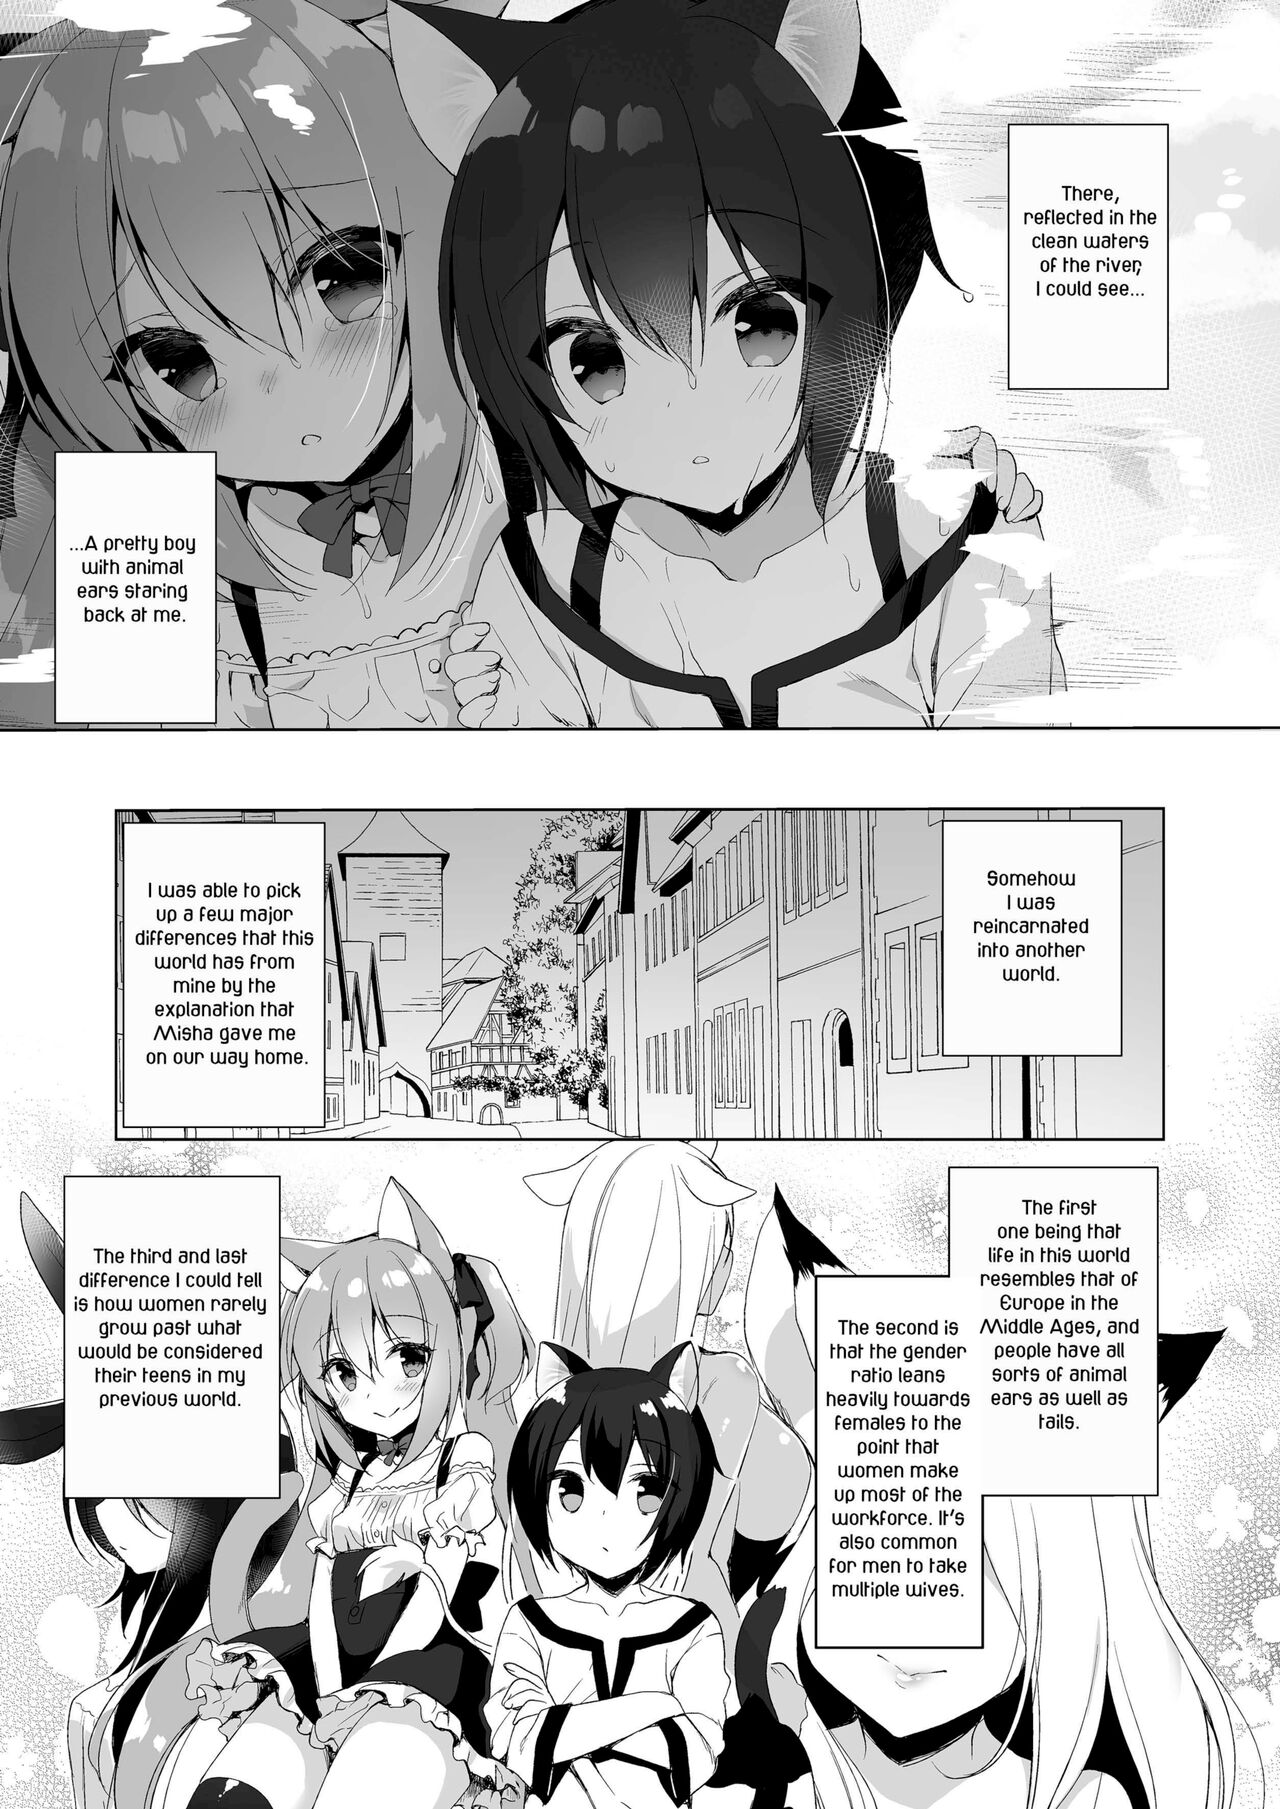 There,
reflected in the
clean waters
of the river,
I could see...
...A pretty boy
with animal
ears staring
back at me.
Somehow
I was
reincarnated
into another
world.
I was able to pick
up a few major
differences that this
world has from
mine by the
explanation that
Misha gave me
on our way home.
The first
one being that
life in this world
resembles that of
Europe in the
Middle Ages, and
people have all
sorts of animal
ears as well as
tails.
The second is
that the gender
ratio leans
heavily towards
females to the
point that
women make
up most of the
workforce. It's
also common
for men to take
multiple wives.
The third and last
difference I could tell
is how women rarely
grow past what
would be considered
their teens in my
previous world.